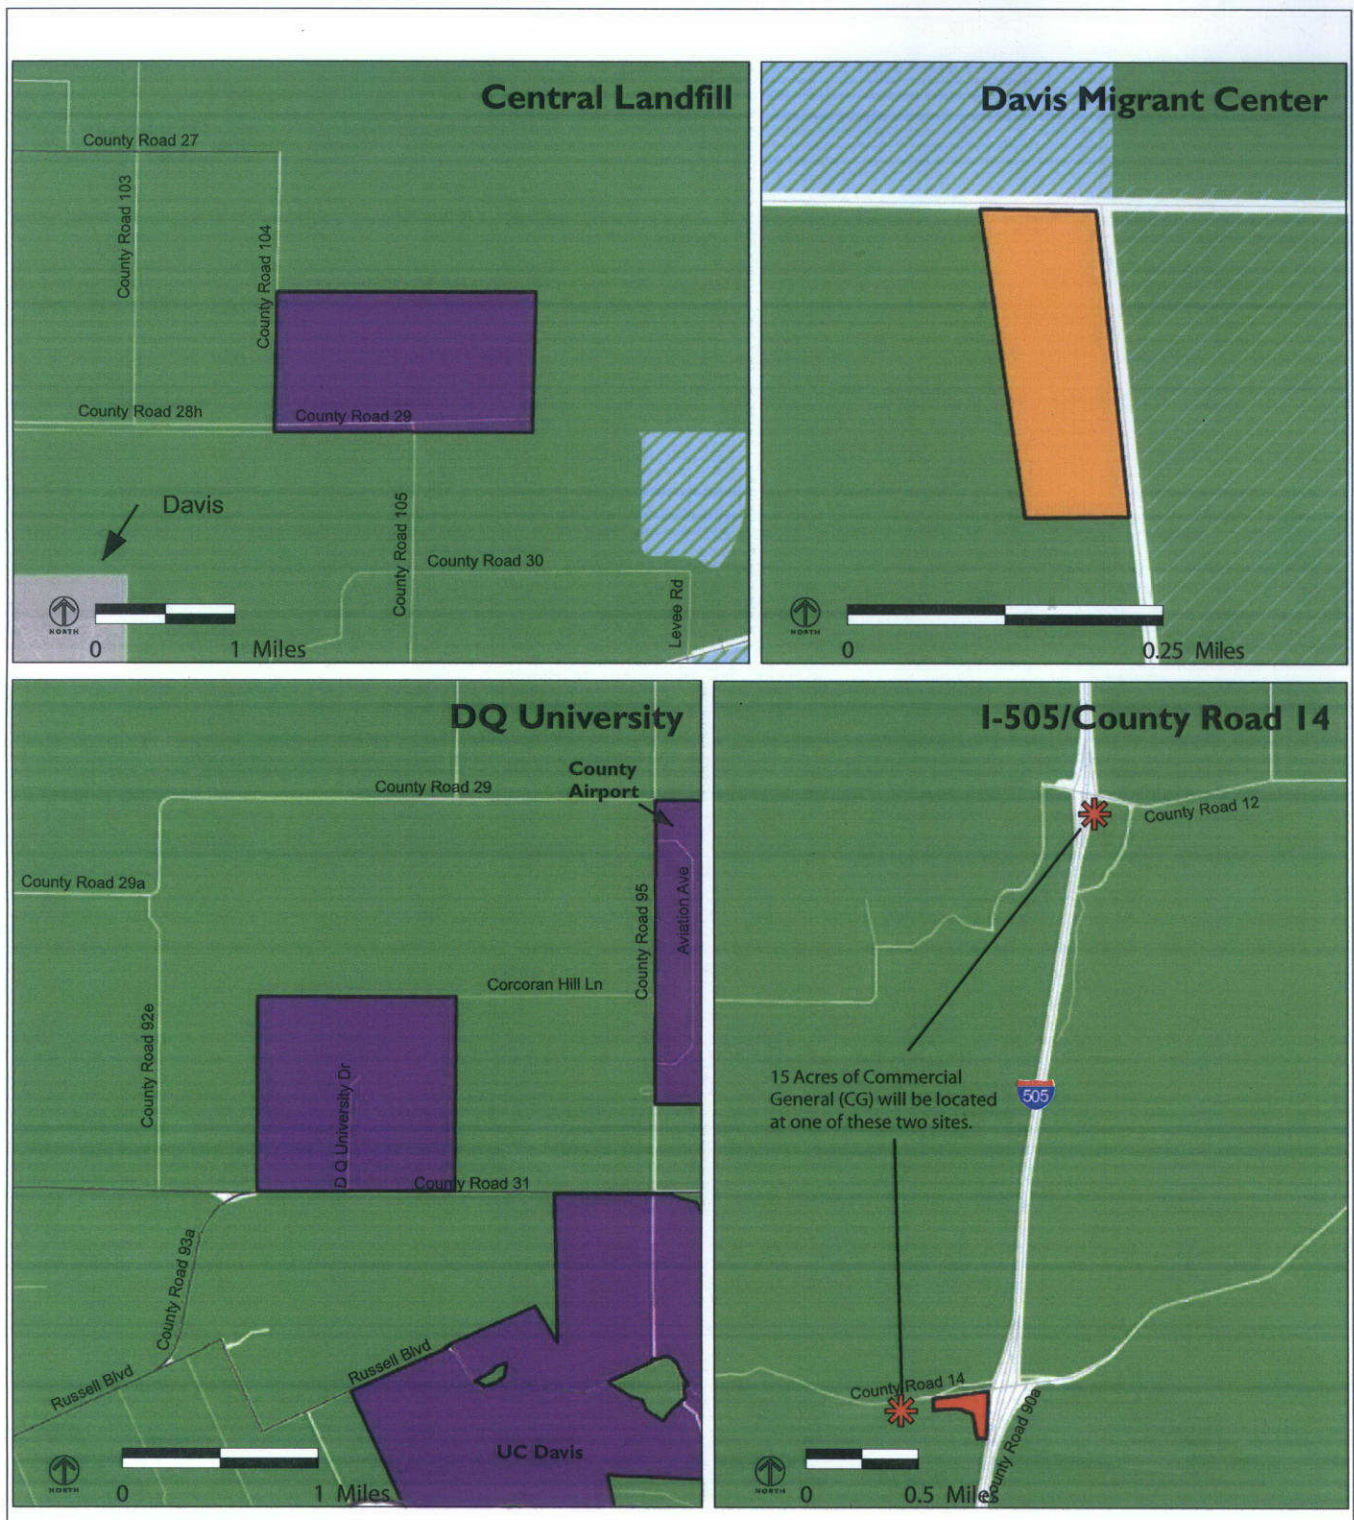 Central Landfill
County Road 27
County Road 103
County Road 104
County Road 28h
County Road 29
Davis
County Road 105
County Road 30
Levee Rd
NORTH
0
1 Miles
Davis Migrant Center
NORTH
0
0.25 Miles
DQ University
County
Airport
County Road 29
County Road 29a
County Road 95
Aviation Ave
Corcoran Hill Ln
County Road 92e
D Q University Dr
County Road 31
County Road 93a
Russell Blvd
Russell Blvd
UC Davis
NORTH
0
1 Miles
I-505/County Road 14
County Road 12
15 Acres of Commercial
General (CG) will be located
at one of these two sites.
505
County Road 14
County Road 90a
NORTH
0
0.5 Miles